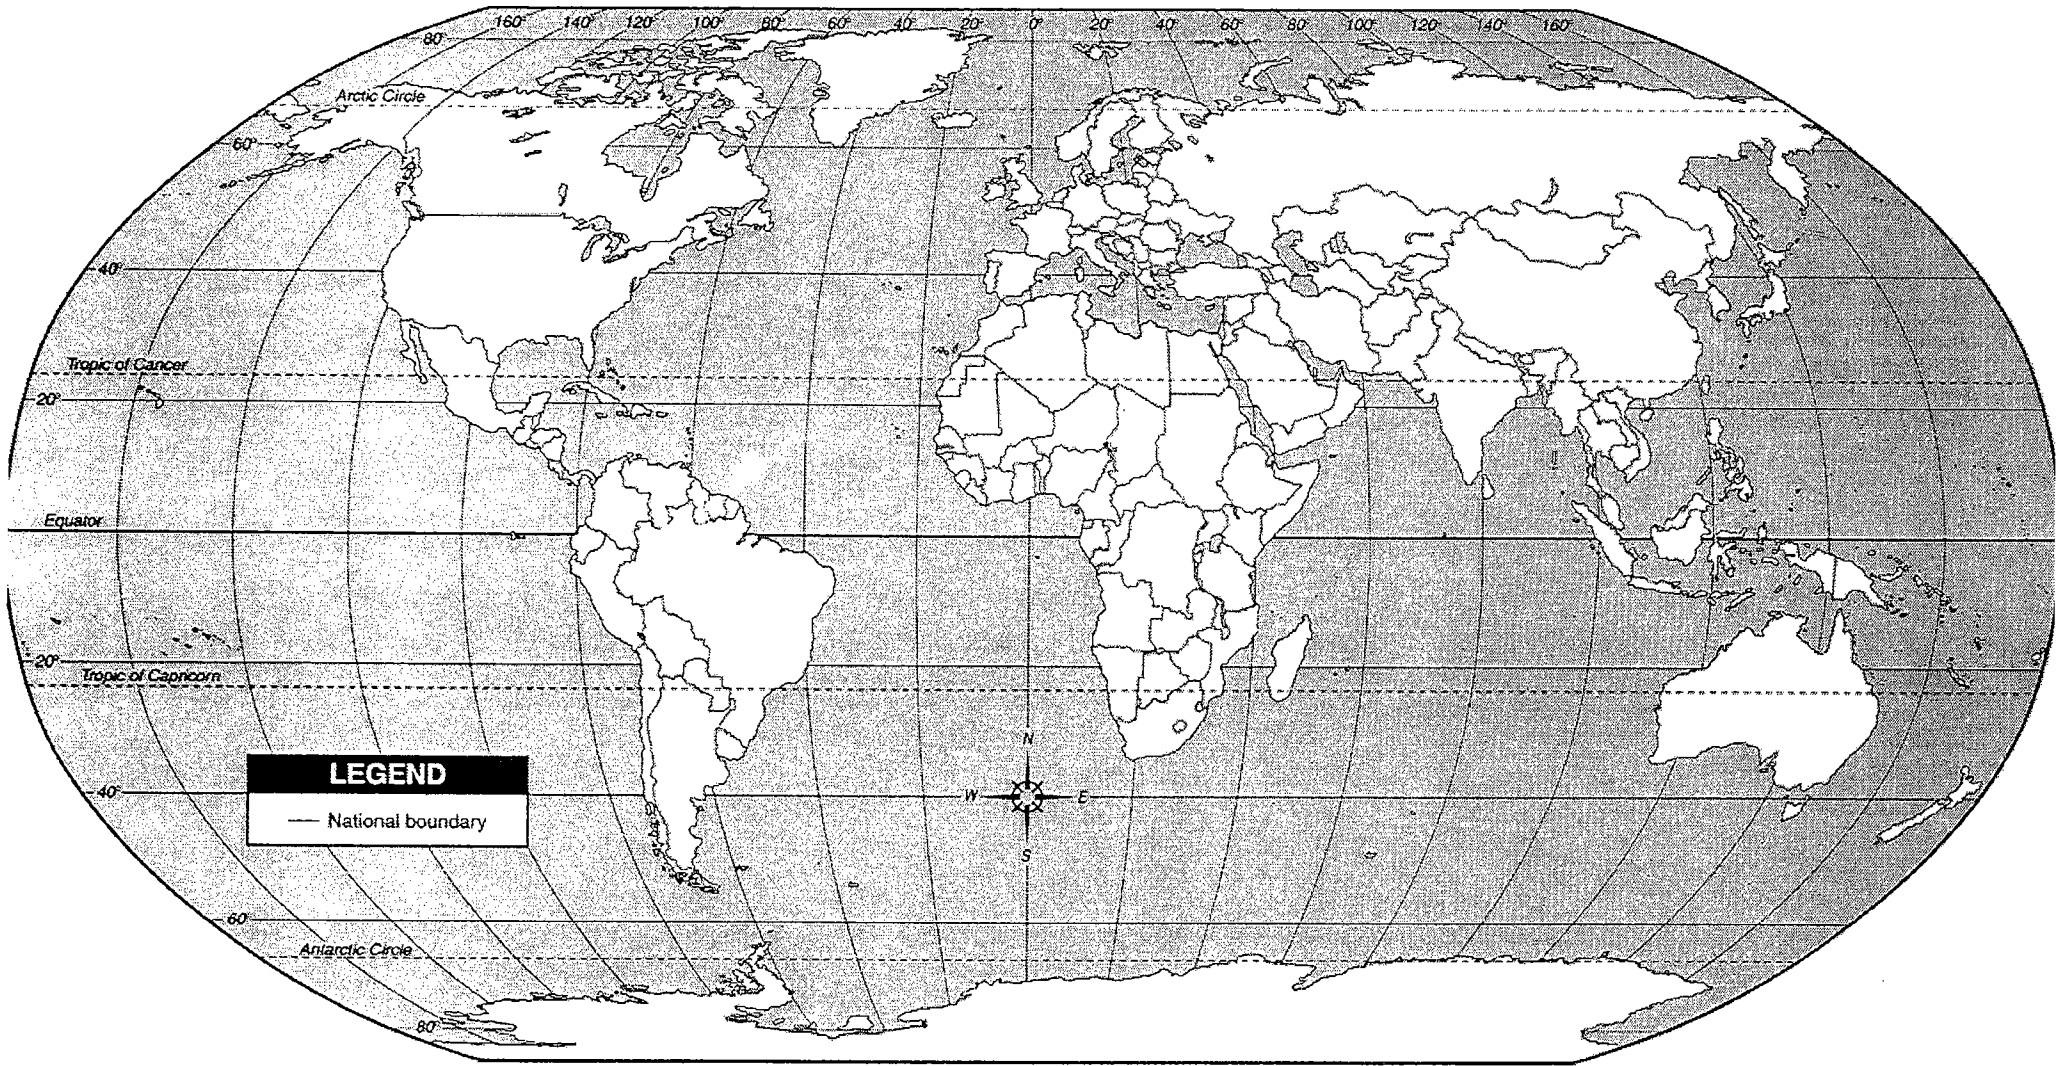 160° 140° 120° 100° 80° 60° 40° 20° 0° 20° 40° 60° 80° 100° 120° 140° 160°
80°
Arctic Circle
60°
40°
Tropic of Cancer
20°
Equator
20°
Tropic of Capricorn
N
LEGEND
40°
W E
National boundary
S
60°
Antarctic Circle
80°